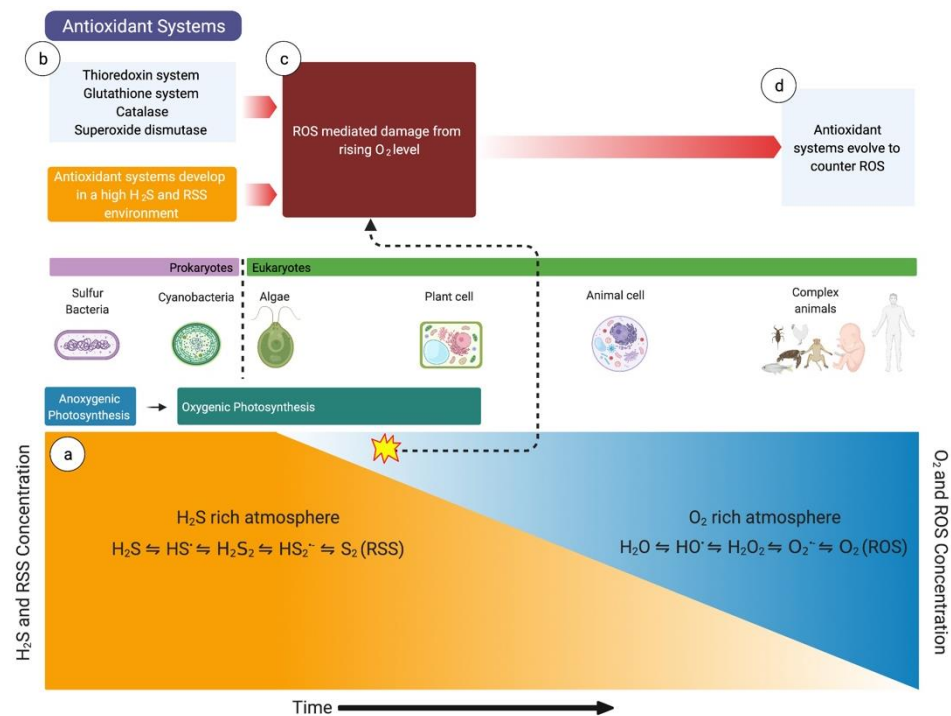 Antioxidant Systems
b
Thioredoxin system
Glutathione system
Catalase
Superoxide dismutase
Antioxidant systems develop
in a high H₂S and RSS
environment
c
ROS mediated damage from
rising O₂ level
d
Antioxidant
systems evolve to
counter ROS
Prokaryotes
Eukaryotes
Sulfur
Bacteria
Cyanobacteria
Algae
Plant cell
Animal cell
Complex
animals
Anoxygenic
Photosynthesis
Oxygenic Photosynthesis
a
H₂S and RSS Concentration
H₂S rich atmosphere
H₂S ⇋ HS• ⇋ H₂S₂ ⇋ HS₂•⁻ ⇋ S₂ (RSS)
O₂ rich atmosphere
H₂O ⇋ HO• ⇋ H₂O₂ ⇋ O₂•⁻ ⇋ O₂ (ROS)
O₂ and ROS Concentration
Time